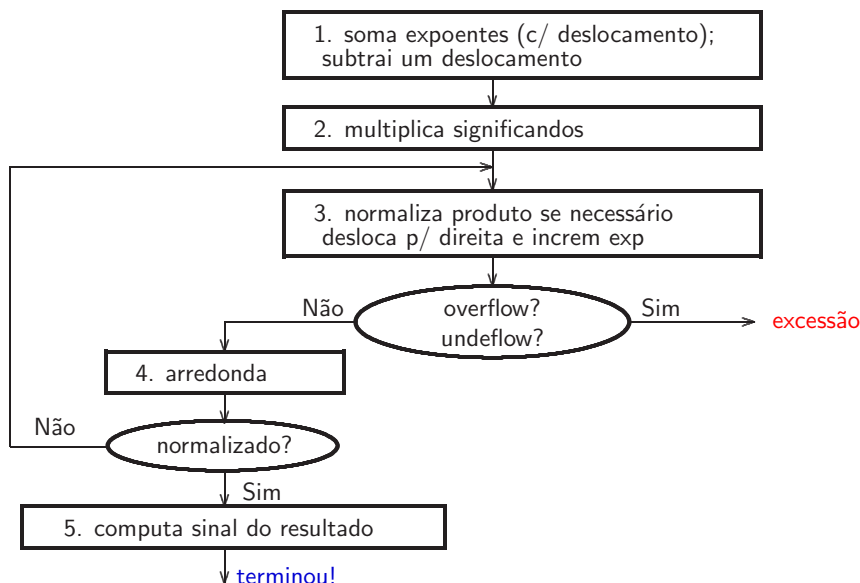 1. soma expoentes (c/ deslocamento);
subtrai um deslocamento
2. multiplica significandos
3. normaliza produto se necessário
desloca p/ direita e increm exp
Não
overflow?
undeflow?
Sim
excessão
4. arredonda
Não
normalizado?
Sim
5. computa sinal do resultado
terminou!